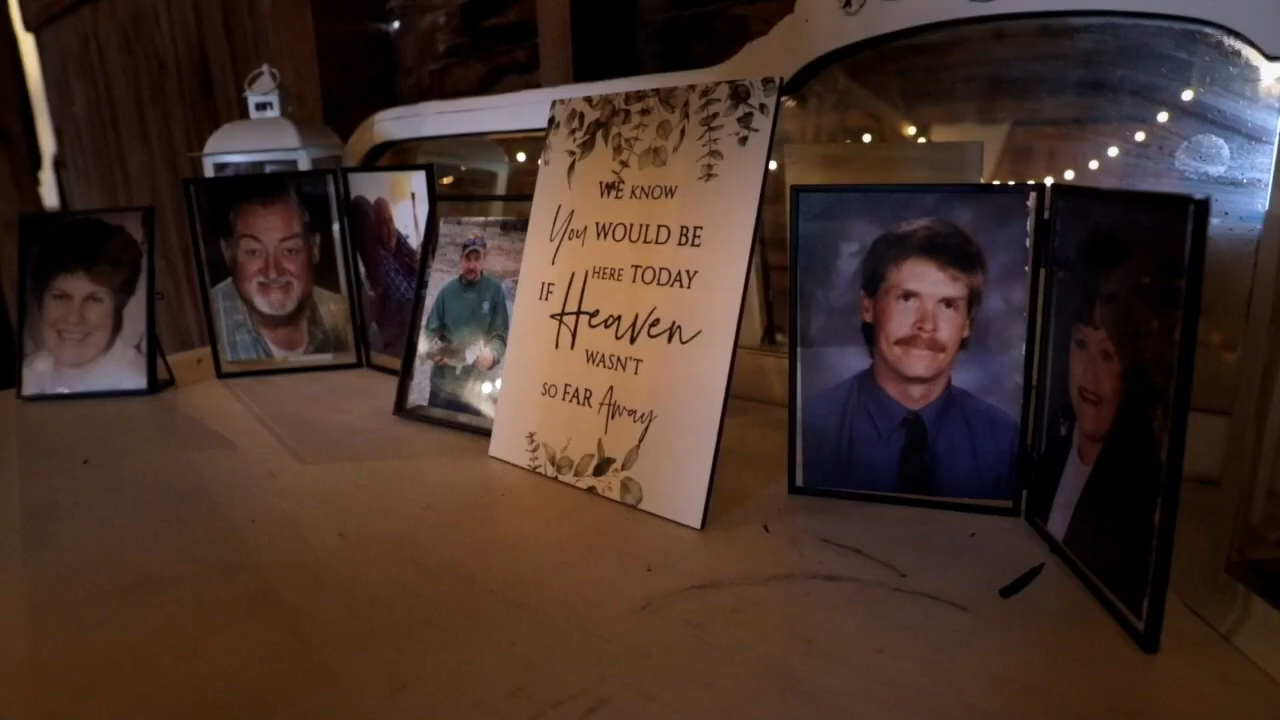 WE KNOW
You WOULD BE
HERE TODAY
IF Heaven
WASN'T
SO FAR Away